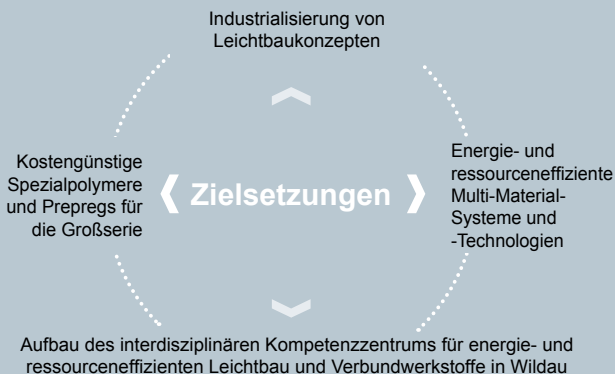 Industrialisierung von
Leichtbaukonzepten
Kostengünstige
Spezialpolymere
und Prepregs für
die Großserie
Zielsetzungen
Energie- und
ressourceneffiziente
Multi-Material-
Systeme und
-Technologien
Aufbau des interdisziplinären Kompetenzzentrums für energie- und
ressourceneffizienten Leichtbau und Verbundwerkstoffe in Wildau